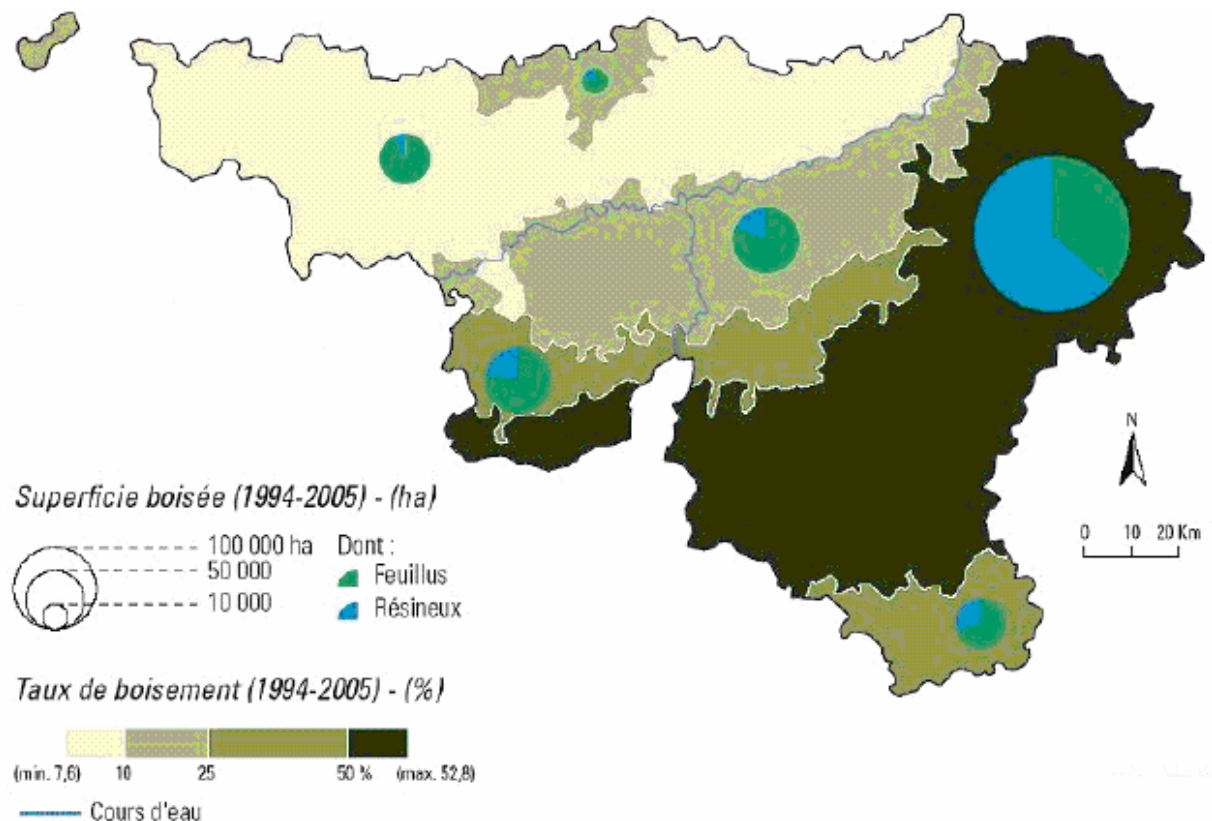 N
0 10 20 Km
Superficie boisée (1994-2005) - (ha)
100 000 ha
50 000
10 000
Dont :
Feuillus
Résineux
Taux de boisement (1994-2005) - (%)
(min. 7,6) 10 25 50 % (max. 52,8)
Cours d'eau